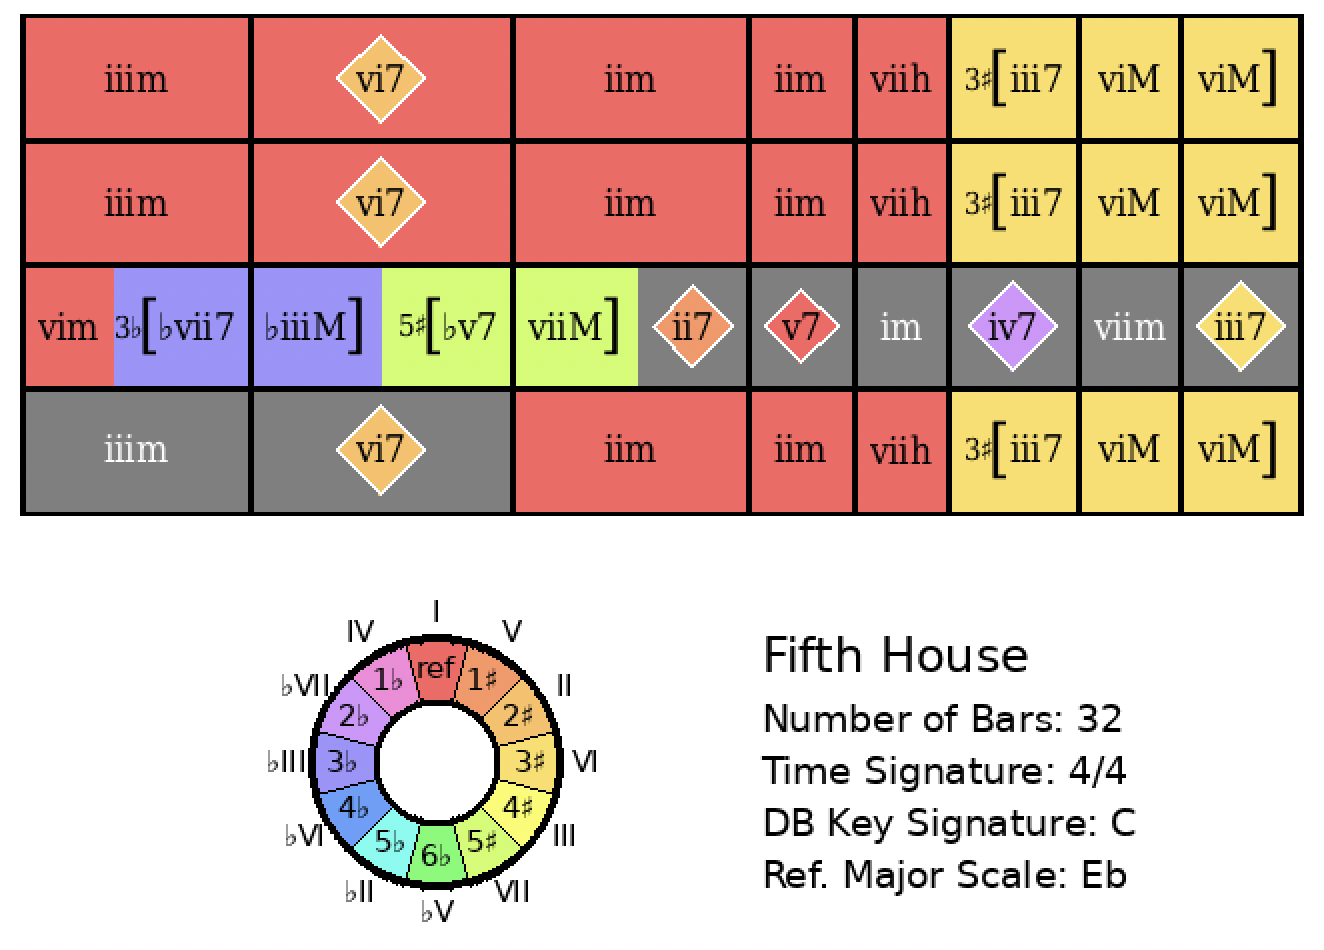 iiim vi7 iim iim viih 3♯[iii7 viM viM]
iiim vi7 iim iim viih 3♯[iii7 viM viM]
vim 3♭[♭vii7 ♭iiiM] 5♯[♭v7 viiM] ii7 v7 im iv7 viim iii7
iiim vi7 iim iim viih 3♯[iii7 viM viM]
I
IV V
♭VII 1♭ ref 1♯ II
2♭ 2♯
♭III 3♭ 3♯ VI
4♭ 4♯
♭VI 5♭ 6♭ 5♯ III
♭II VII
♭V
Fifth House
Number of Bars: 32
Time Signature: 4/4
DB Key Signature: C
Ref. Major Scale: Eb